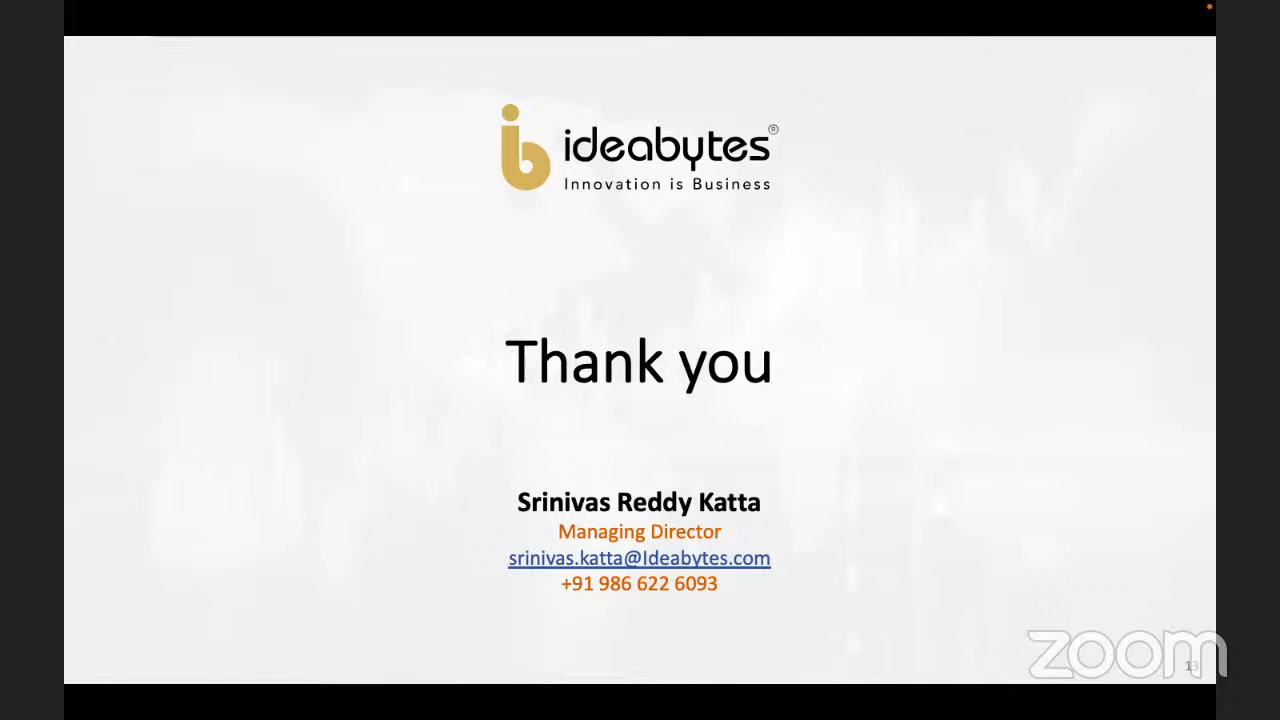 ideabytes®
Innovation is Business
Thank you
Srinivas Reddy Katta
Managing Director
srinivas.katta@Ideabytes.com
+91 986 622 6093
zoom
13